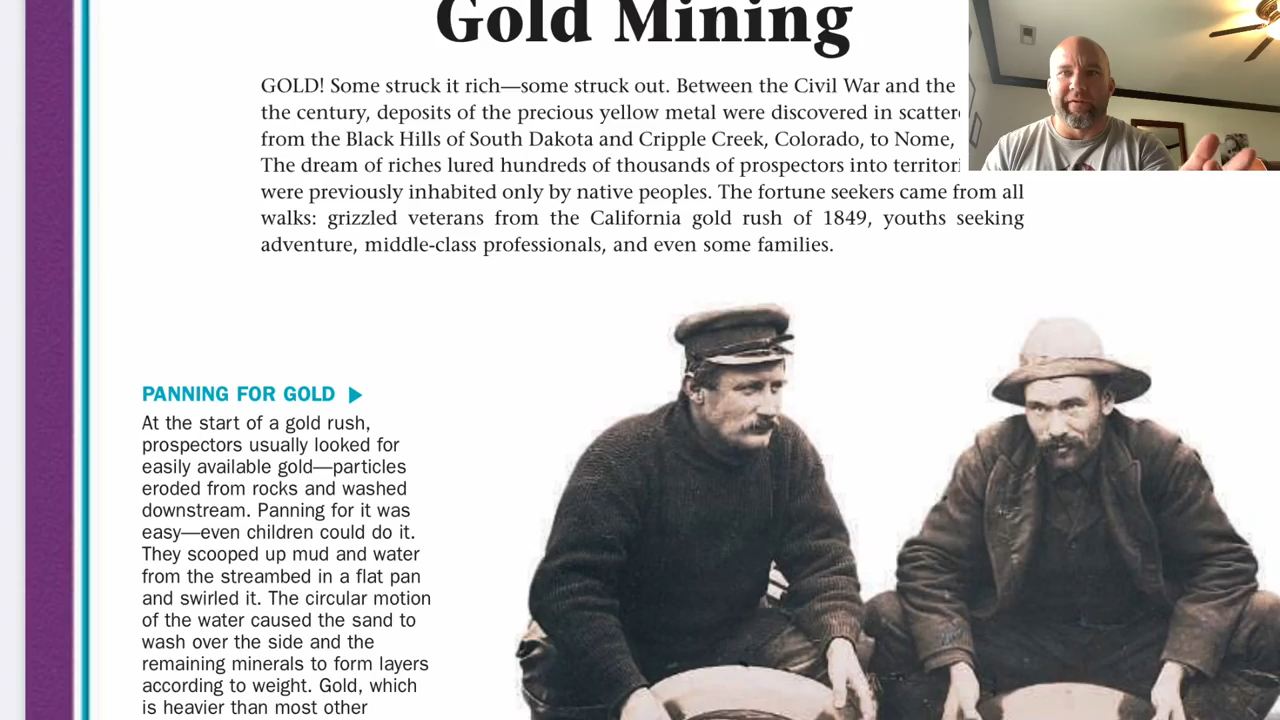 Gold Mining
GOLD! Some struck it rich—some struck out. Between the Civil War and the
the century, deposits of the precious yellow metal were discovered in
from the Black Hills of South Dakota and Cripple Creek, Colorado, to Nome,
The dream of riches lured hundreds of thousands of prospectors into
were previously inhabited only by native peoples. The fortune seekers came from all
walks: grizzled veterans from the California gold rush of 1849, youths seeking
adventure, middle-class professionals, and even some families.
PANNING FOR GOLD
At the start of a gold rush,
prospectors usually looked for
easily available gold—particles
eroded from rocks and washed
downstream. Panning for it was
easy—even children could do it.
They scooped up mud and water
from the streambed in a flat pan
and swirled it. The circular motion
of the water caused the sand to
wash over the side and the
remaining minerals to form layers
according to weight. Gold, which
is heavier than most other